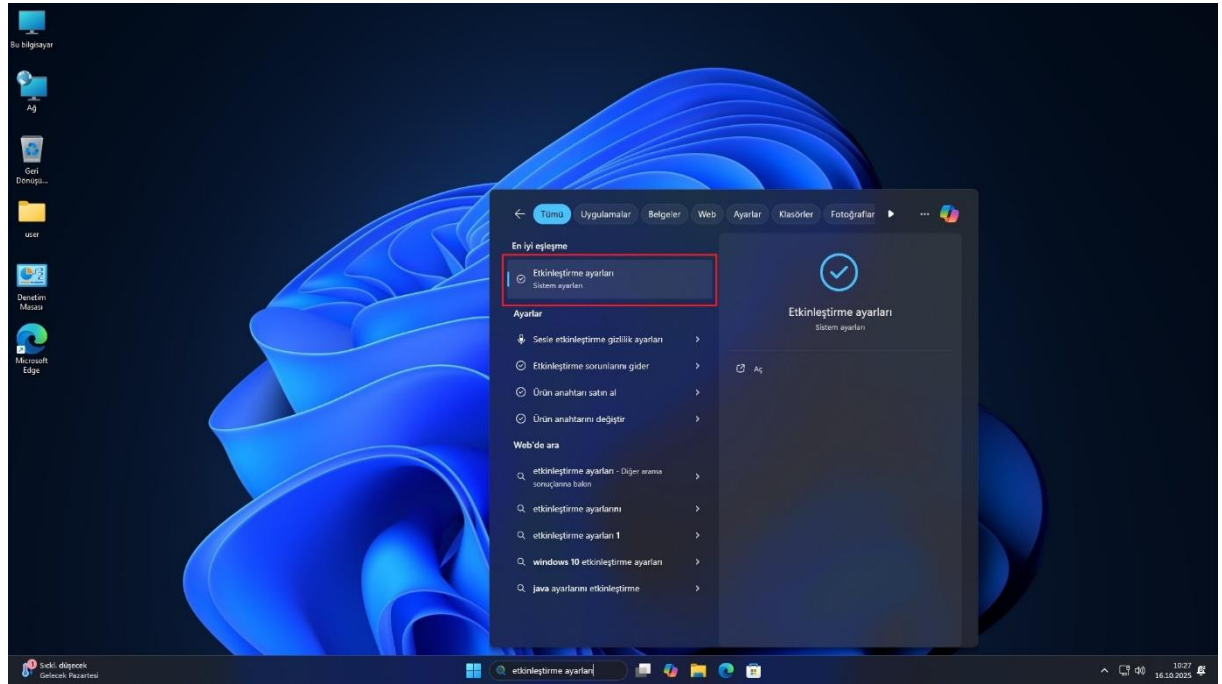 Bu bilgisayar
Ağ
Geri
Dönüşü...
user
Denetim
Masası
Microsoft
Edge
Tümü Uygulamalar Belgeler Web Ayarlar Klasörler Fotoğraflar
En iyi eşleşme
Etkinleştirme ayarları
Sistem ayarları
Ayarlar
Sesle etkinleştirme gizlilik ayarları
Etkinleştirme sorunlarını gider
Ürün anahtarı satın al
Ürün anahtarını değiştir
Web'de ara
etkinleştirme ayarları - Diğer arama
sonuçlarına bakın
etkinleştirme ayarlarını
etkinleştirme ayarları 1
windows 10 etkinleştirme ayarları
java ayarlarını etkinleştirme
Etkinleştirme ayarları
Sistem ayarları
Aç
1
Sıckl. düşecek
Gelecek Pazartesi
etkinleştirme ayarları
10:27
16.10.2025